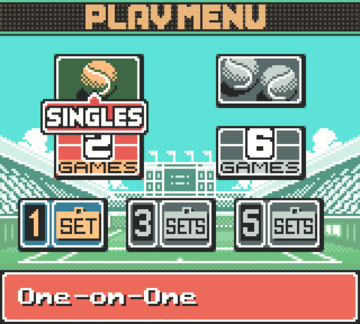 PLAY MENU
SINGLES
2 GAMES
6 GAMES
1 SET
3 SETS
5 SETS
One-on-One